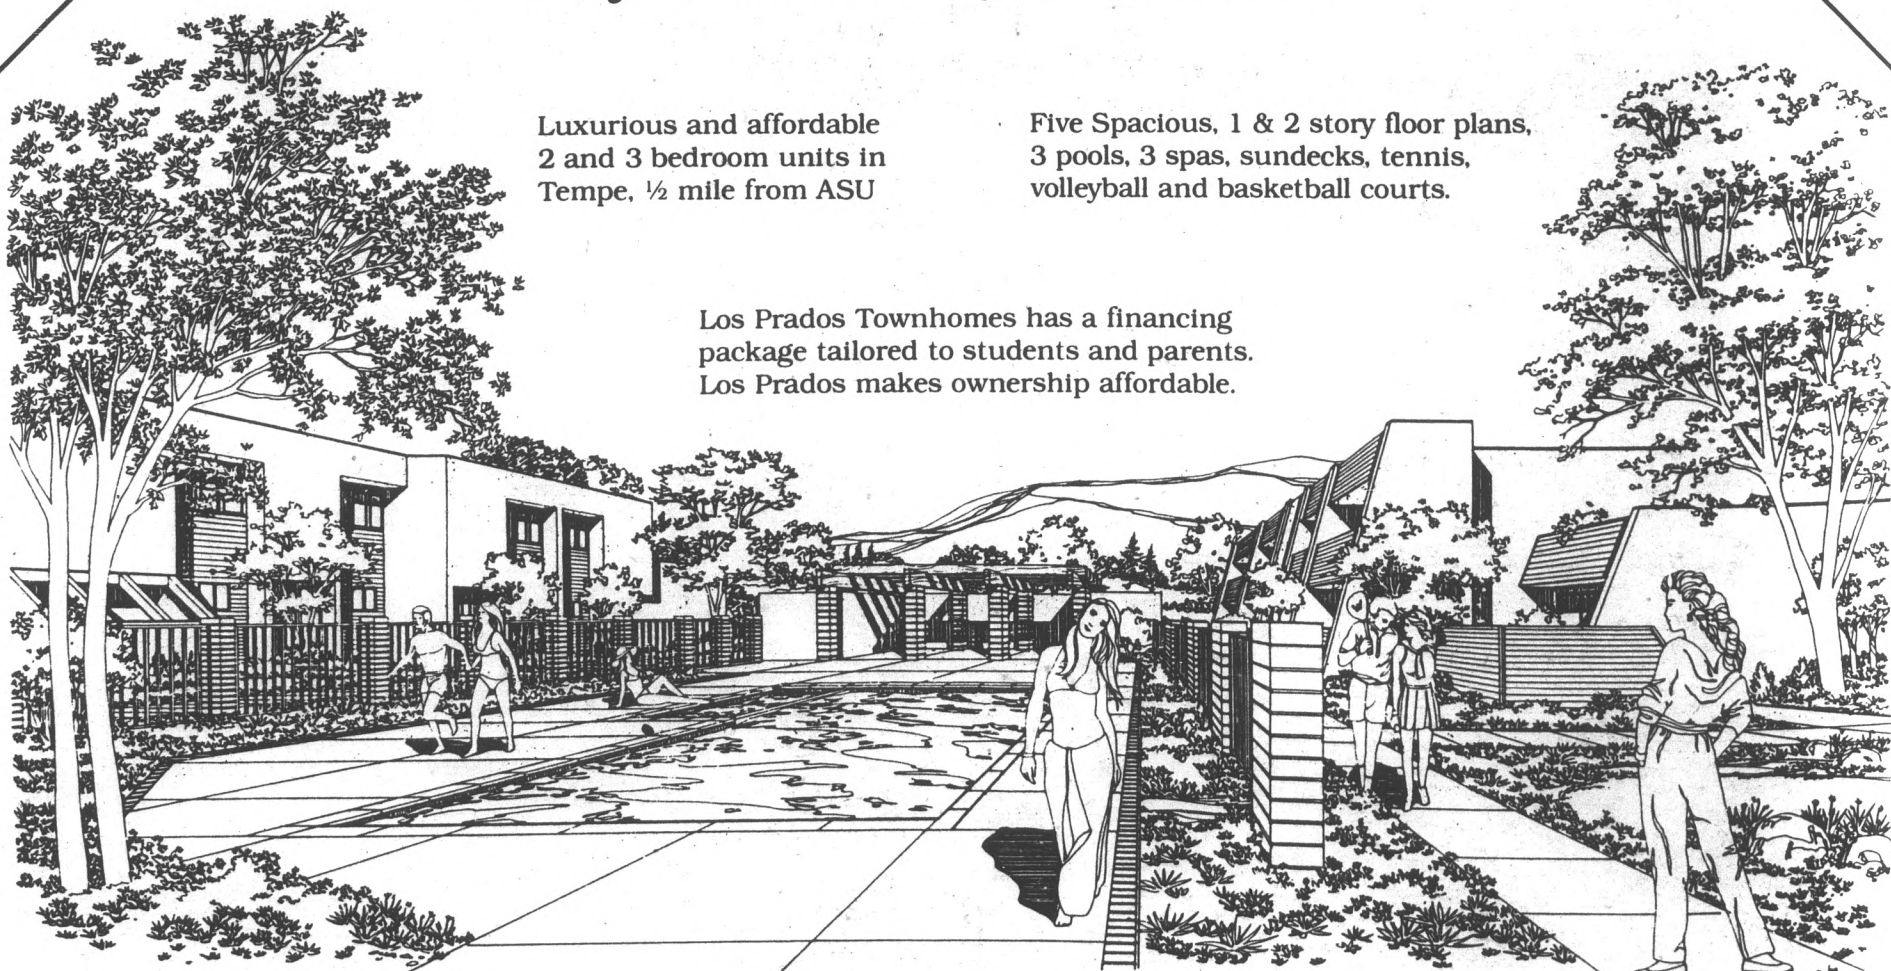 Luxurious and affordable
2 and 3 bedroom units in
Tempe, ½ mile from ASU
Five Spacious, 1 & 2 story floor plans,
3 pools, 3 spas, sundecks, tennis,
volleyball and basketball courts.
Los Prados Townhomes has a financing
package tailored to students and parents.
Los Prados makes ownership affordable.